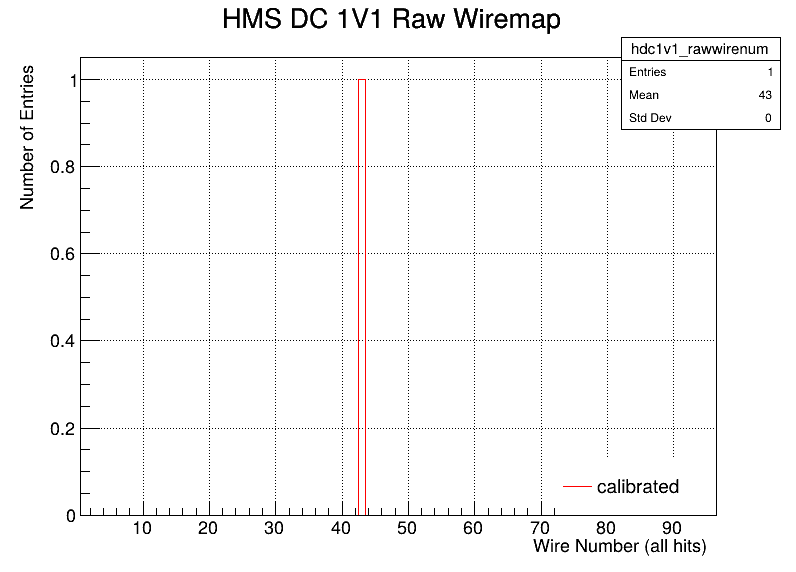 HMS DC 1V1 Raw Wiremap
hdc1v1_rawwirenum
Entries 1
Mean 43
Std Dev 0
Number of Entries
1
0.8
0.6
0.4
0.2
0
calibrated
10 20 30 40 50 60 70 80 90
Wire Number (all hits)